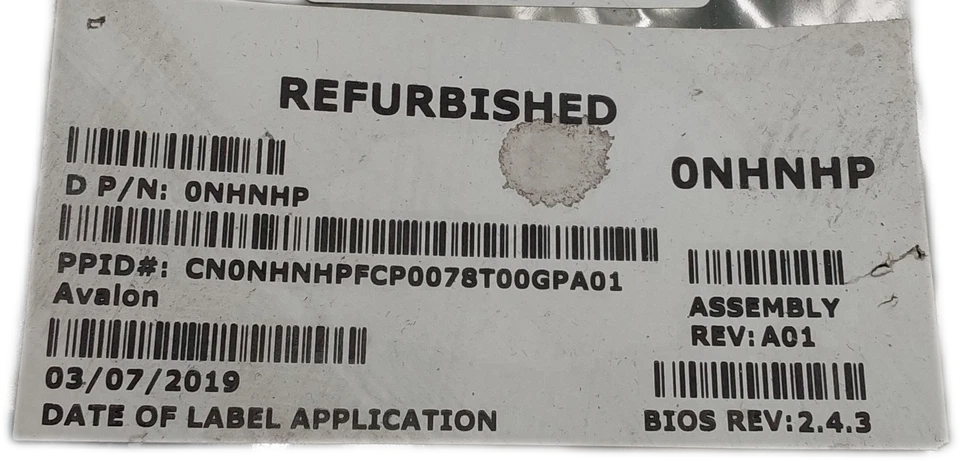 REFURBISHED
0NHNHP
D P/N: 0NHNHP
PPID#: CN0NHNHPFCP0078T00GPA01
Avalon
ASSEMBLY
REV: A01
03/07/2019
DATE OF LABEL APPLICATION
BIOS REV: 2.4.3